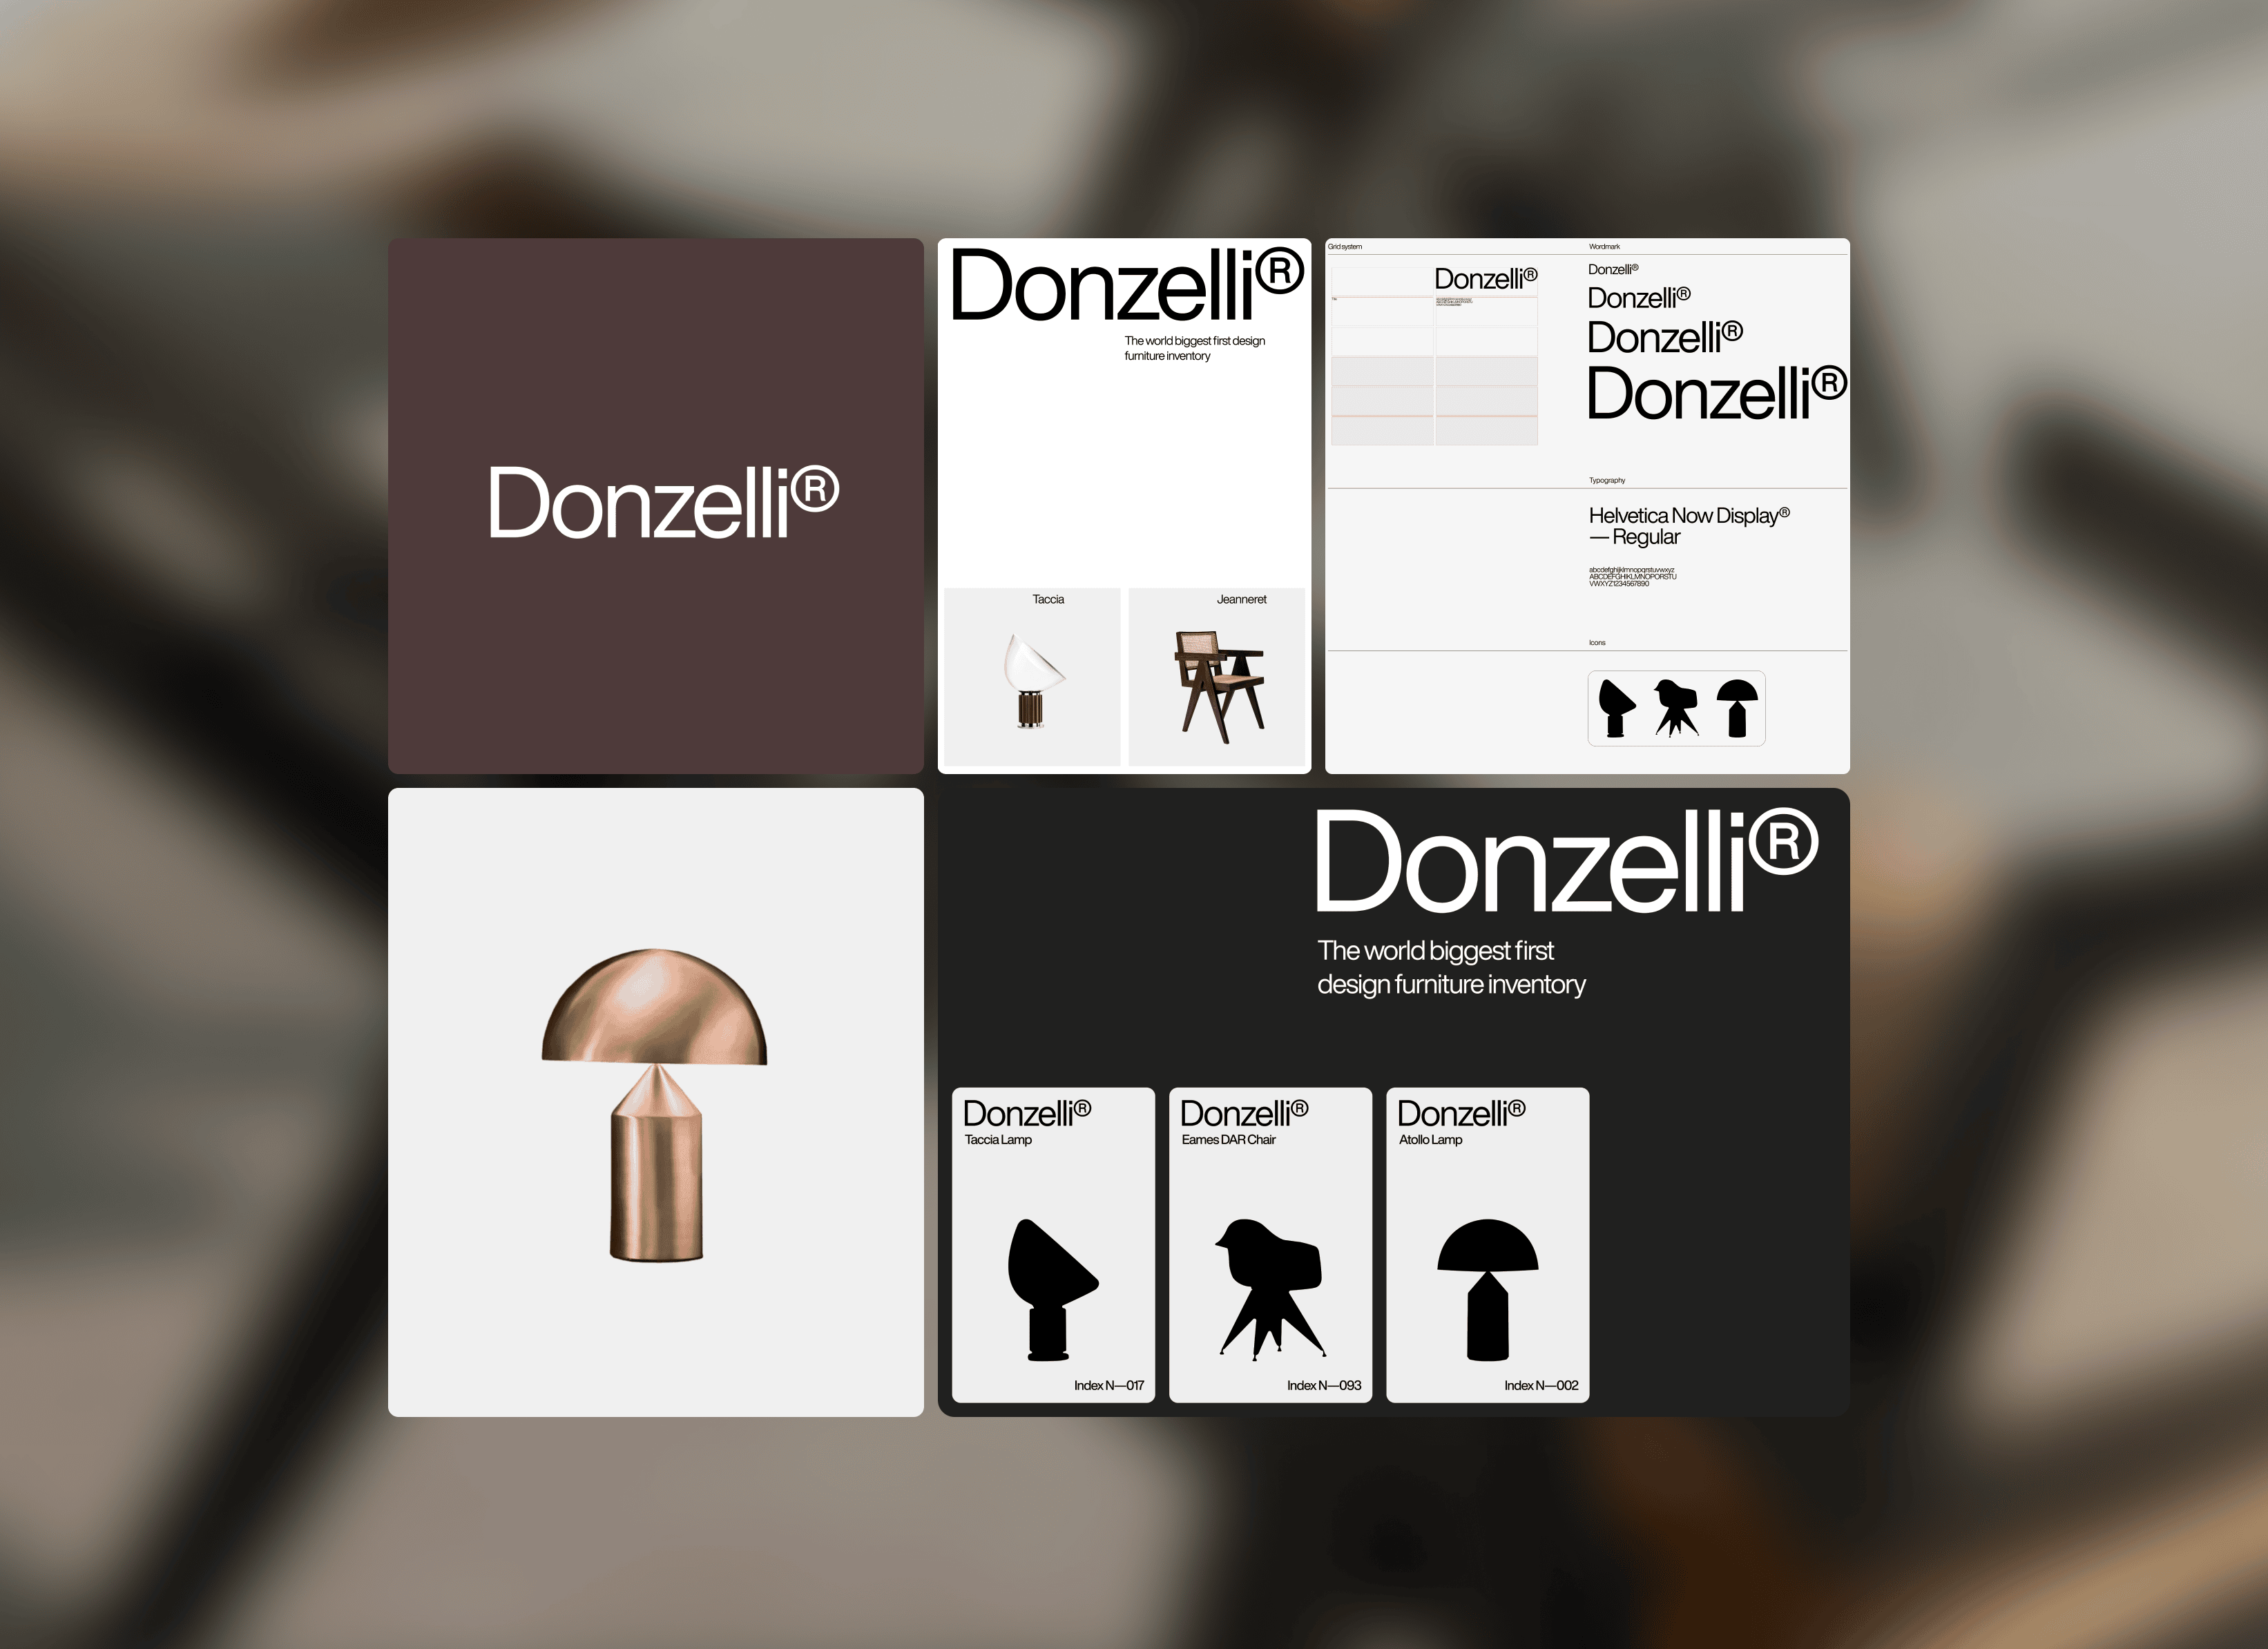 Donzelli®
Donzelli®
The world biggest first design
furniture inventory
Taccia
Jeanneret
Grid system
Donzelli®
Wordmark
Donzelli®
Donzelli®
Donzelli®
Donzelli®
Typography
Helvetica Now Display®
— Regular
abcdefghijklmnopqrstuvwxyz
ABCDEFGHIKLMNOPORSTU
VWXYZ1234567890
Icons
Donzelli®
The world biggest first
design furniture inventory
Donzelli®
Taccia Lamp
Index N—017
Donzelli®
Eames DAR Chair
Index N—093
Donzelli®
Atollo Lamp
Index N—002